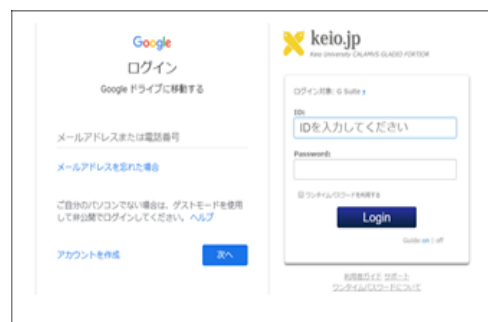 Google
ログイン
Google ドライブに移動する
メールアドレスまたは電話番号
メールアドレスを忘れた場合
ご自分のパソコンでない場合は、ゲストモードを使用
して非公開でログインしてください。 ヘルプ
アカウントを作成
次へ
keio.jp
Keio University CALAMVS GLADIO FORTIOR
ログイン対象: G Suite
ID:
IDを入力してください
Password:
ワンタイムパスワードを利用する
Login
Guide on | off
利用者ガイド サポート
ワンタイムパスワードについて